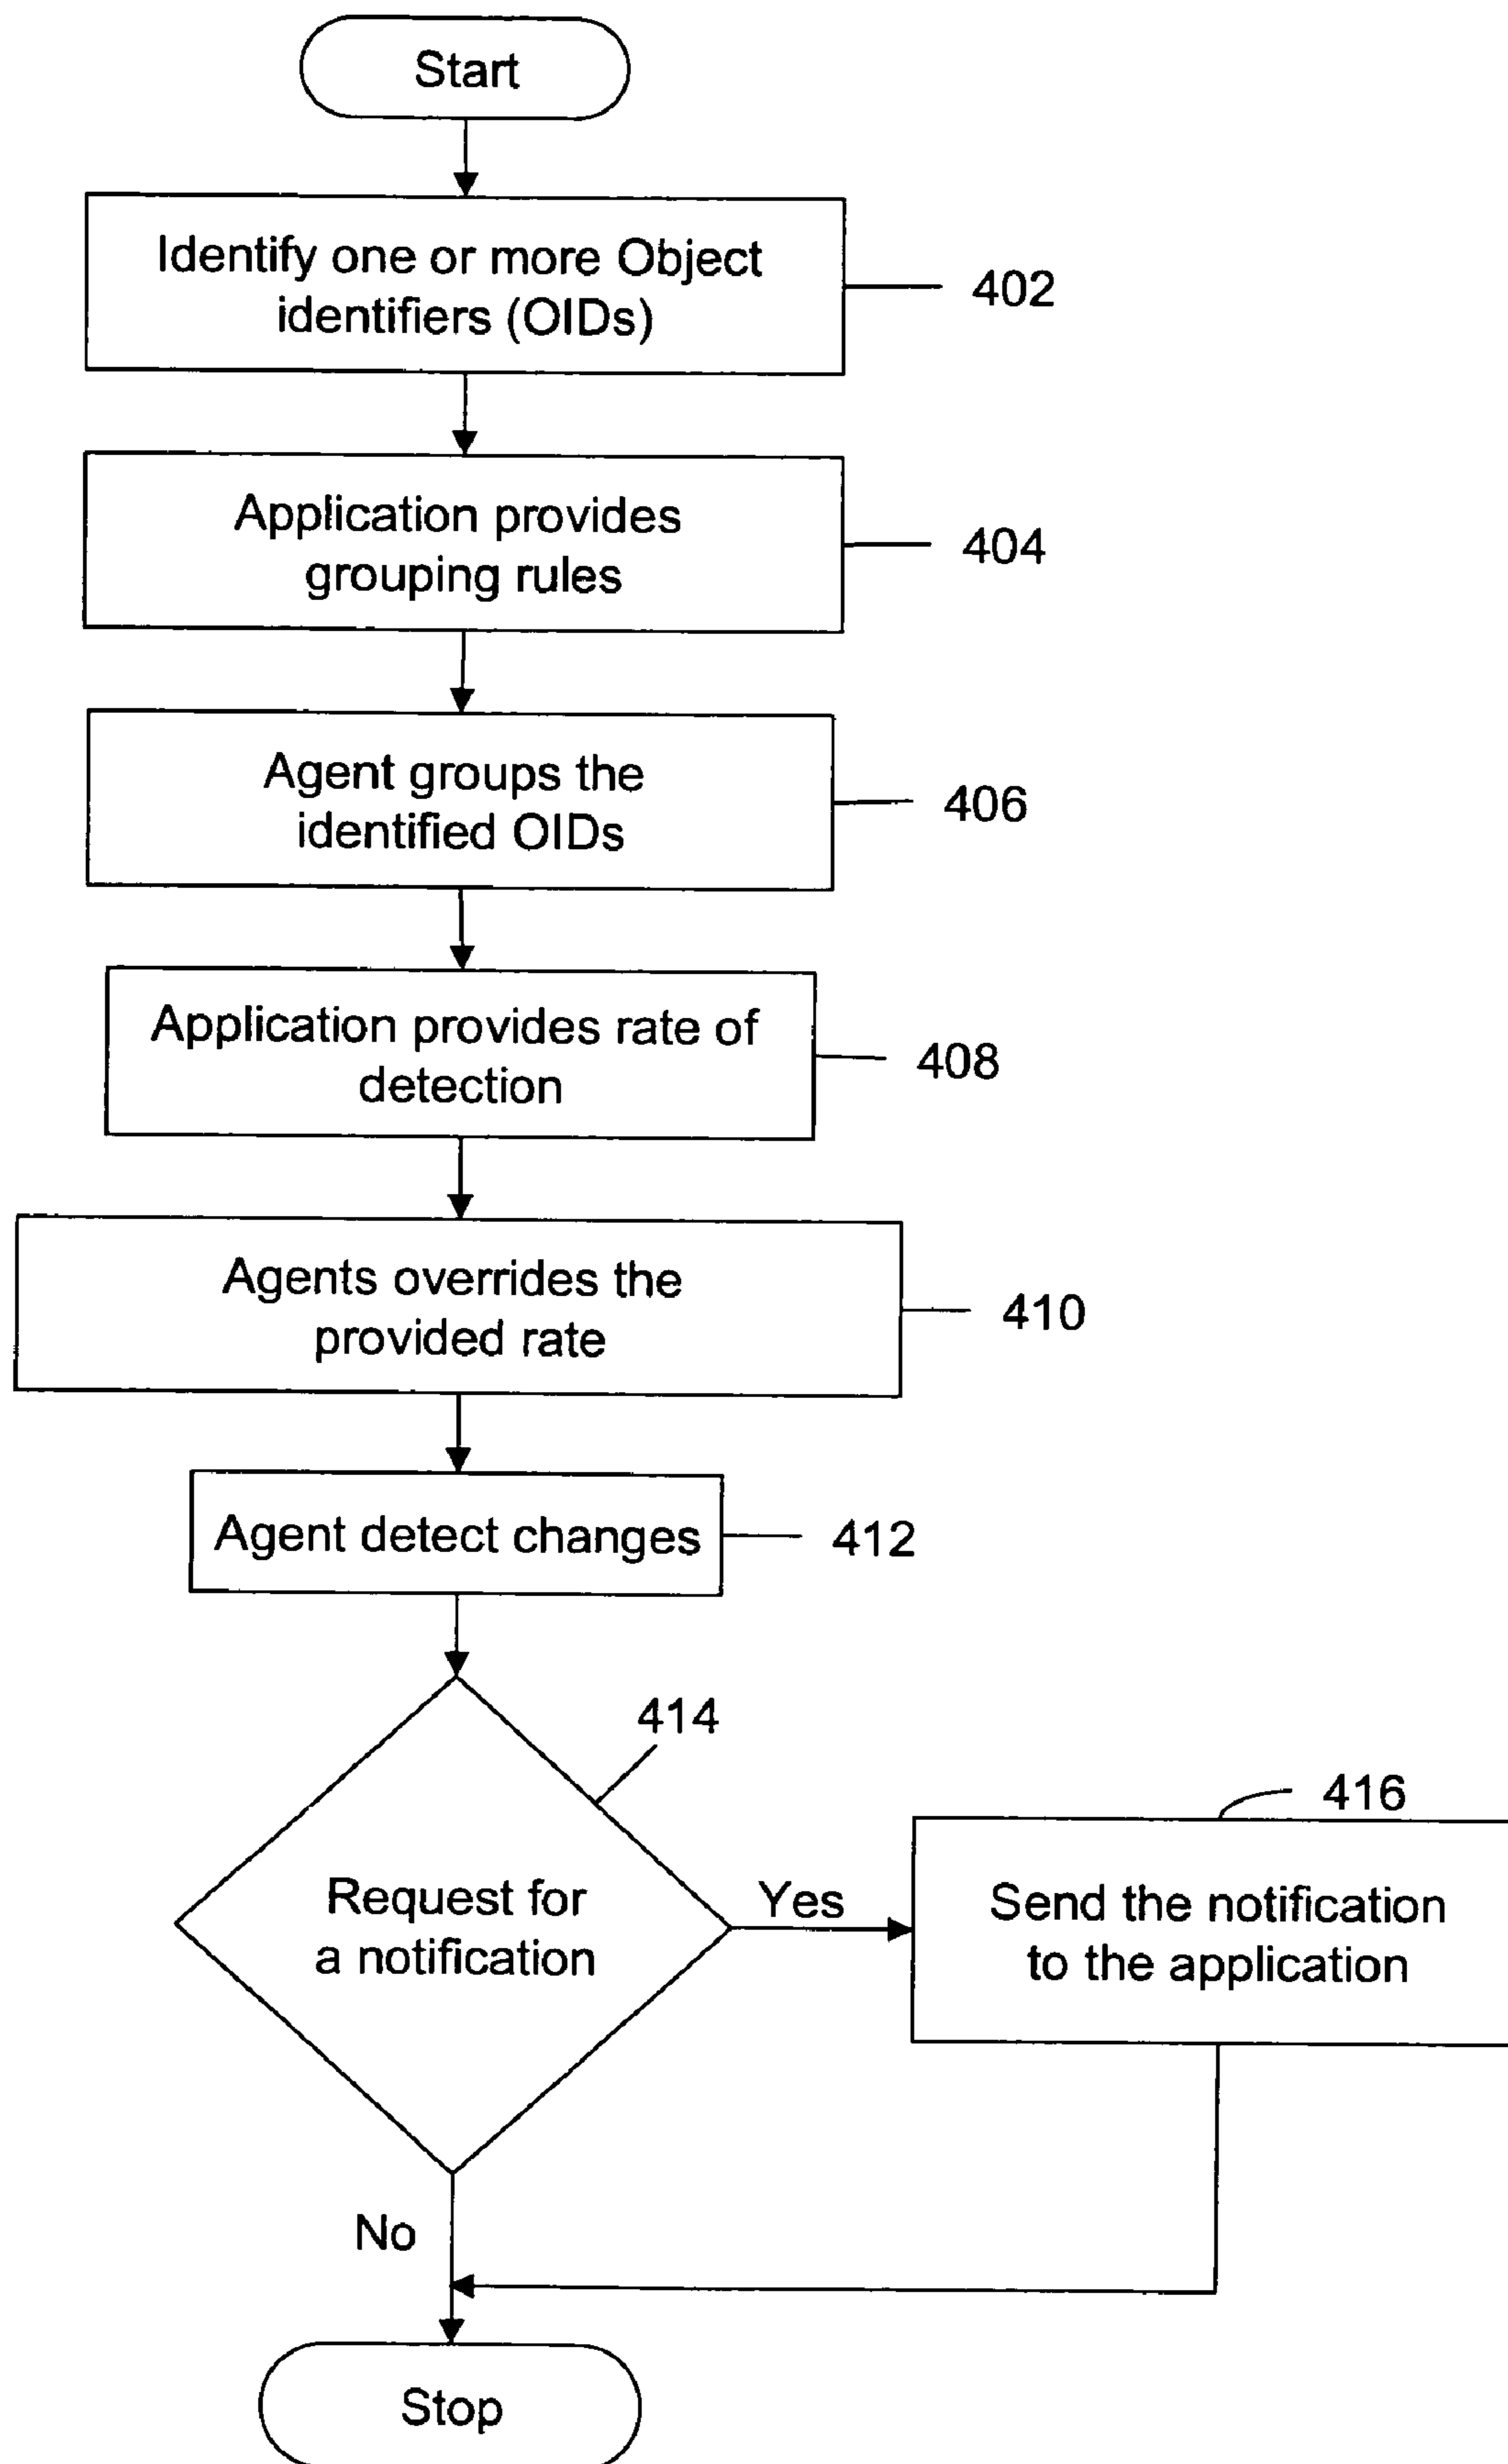 Start
Identify one or more Object
identifiers (OIDs)
402
Application provides
grouping rules
404
Agent groups the
identified OIDs
406
Application provides rate of
detection
408
Agents overrides the
provided rate
410
Agent detect changes
412
414
Request for
a notification
Yes
416
Send the notification
to the application
No
Stop